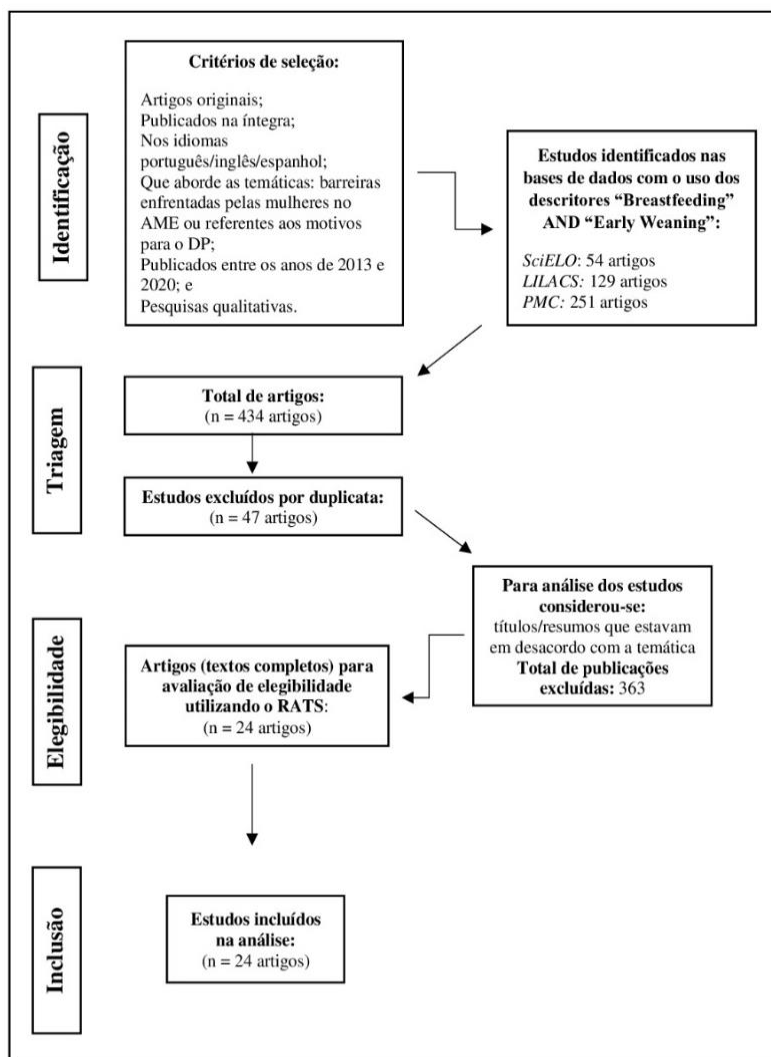 Identificação
Critérios de seleção:
Artigos originais;
Publicados na íntegra;
Nos idiomas
português/inglês/espanhol;
Que aborde as temáticas: barreiras
enfrentadas pelas mulheres no
AME ou referentes aos motivos
para o DP;
Publicados entre os anos de 2013 e
2020; e
Pesquisas qualitativas.
Estudos identificados nas
bases de dados com o uso dos
descritores “Breastfeeding”
AND “Early Weaning”:
SciELO: 54 artigos
LILACS: 129 artigos
PMC: 251 artigos
Triagem
Total de artigos:
(n = 434 artigos)
Estudos excluídos por duplicata:
(n = 47 artigos)
Para análise dos estudos
considerou-se:
títulos/resumos que estavam
em desacordo com a temática
Total de publicações
excluídas: 363
Elegibilidade
Artigos (textos completos) para
avaliação de elegibilidade
utilizando o RATS:
(n = 24 artigos)
Inclusão
Estudos incluídos
na análise:
(n = 24 artigos)